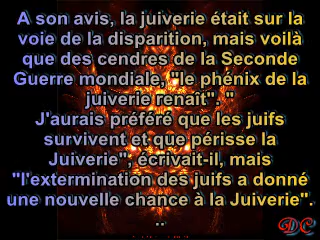 A son avis, la juiverie était sur la
voie de la disparition, mais voilà
que des cendres de la Seconde
Guerre mondiale, "le phénix de la
juiverie renaît". "
J'aurais préféré que les juifs
survivent et que périsse la
Juiverie", écrivait-il, mais
"l'extermination des juifs a donné
une nouvelle chance à la Juiverie".
..
DC